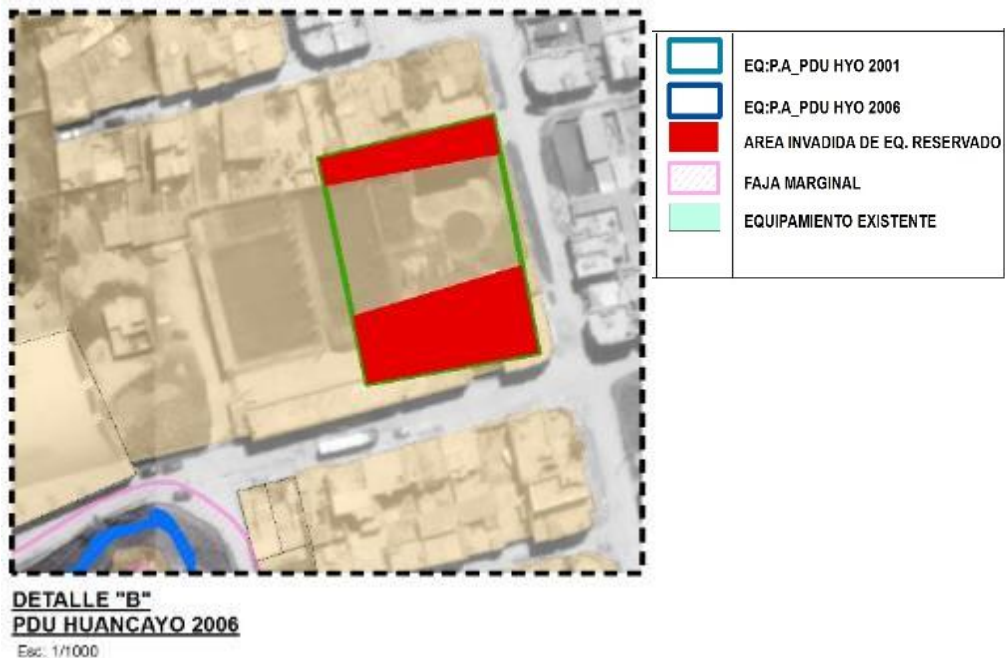 EQ:P.A_PDU HYO 2001
EQ:P.A_PDU HYO 2006
AREA INVADIDA DE EQ. RESERVADO
FAJA MARGINAL
EQUIPAMIENTO EXISTENTE
DETALLE "B"
PDU HUANCAYO 2006
Esc: 1/1000